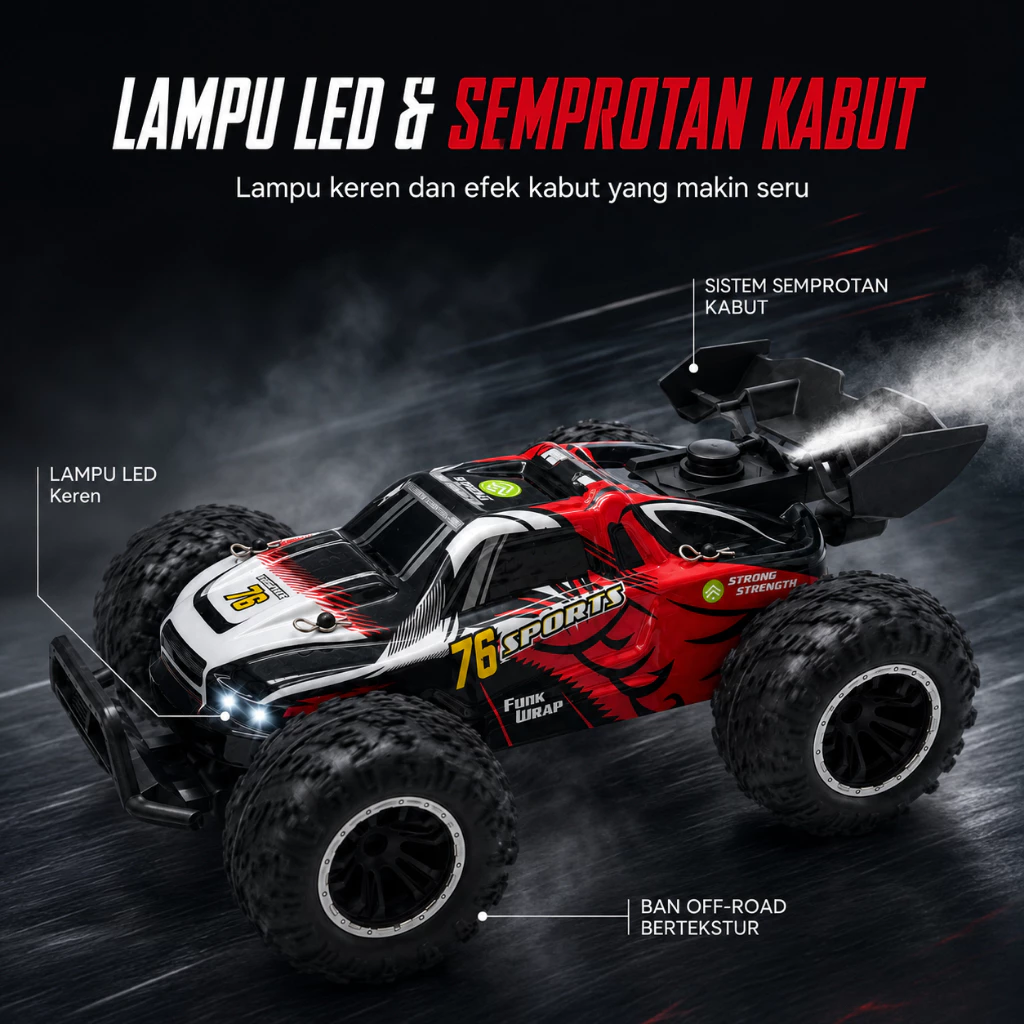 LAMPU LED & SEMPROTAN KABUT
Lampu keren dan efek kabut yang makin seru
SISTEM SEMPROTAN
KABUT
LAMPU LED
Keren
76
STRONG
STRENGTH
76 SPORTS
FUNK
WRAP
BAN OFF-ROAD
BERTEKSTUR